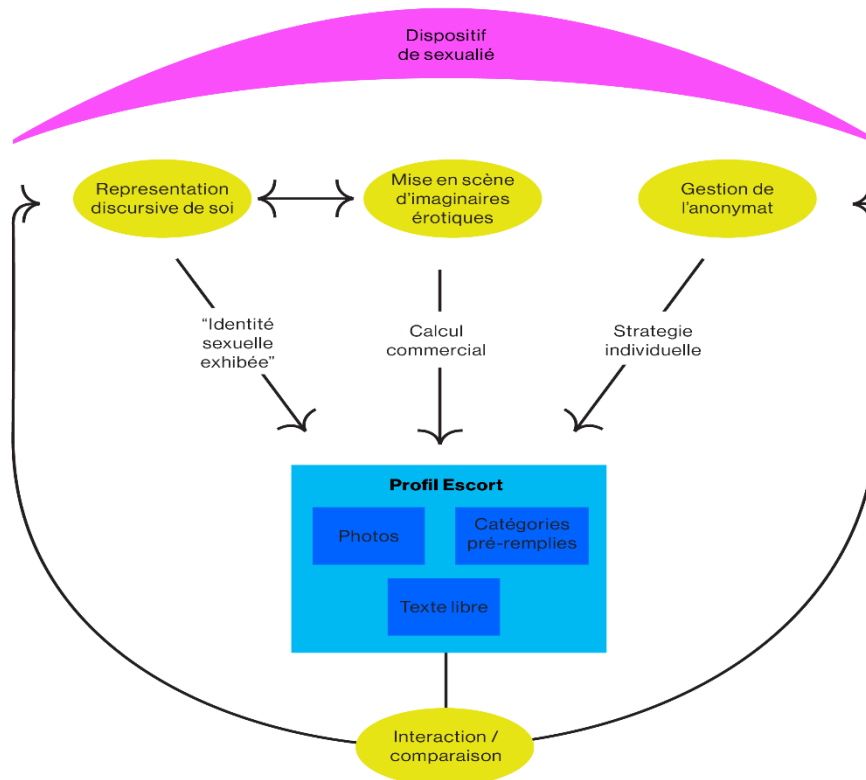 Dispositif
de sexualié
Representation
discursive de soi
Mise en scène
d'imaginaires
érotiques
Gestion de
l'anonymat
“Identité
sexuelle
exhibée”
Calcul
commercial
Strategie
individuelle
Profil Escort
Photos
Catégories
pré-remplies
Texte libre
Interaction /
comparaison